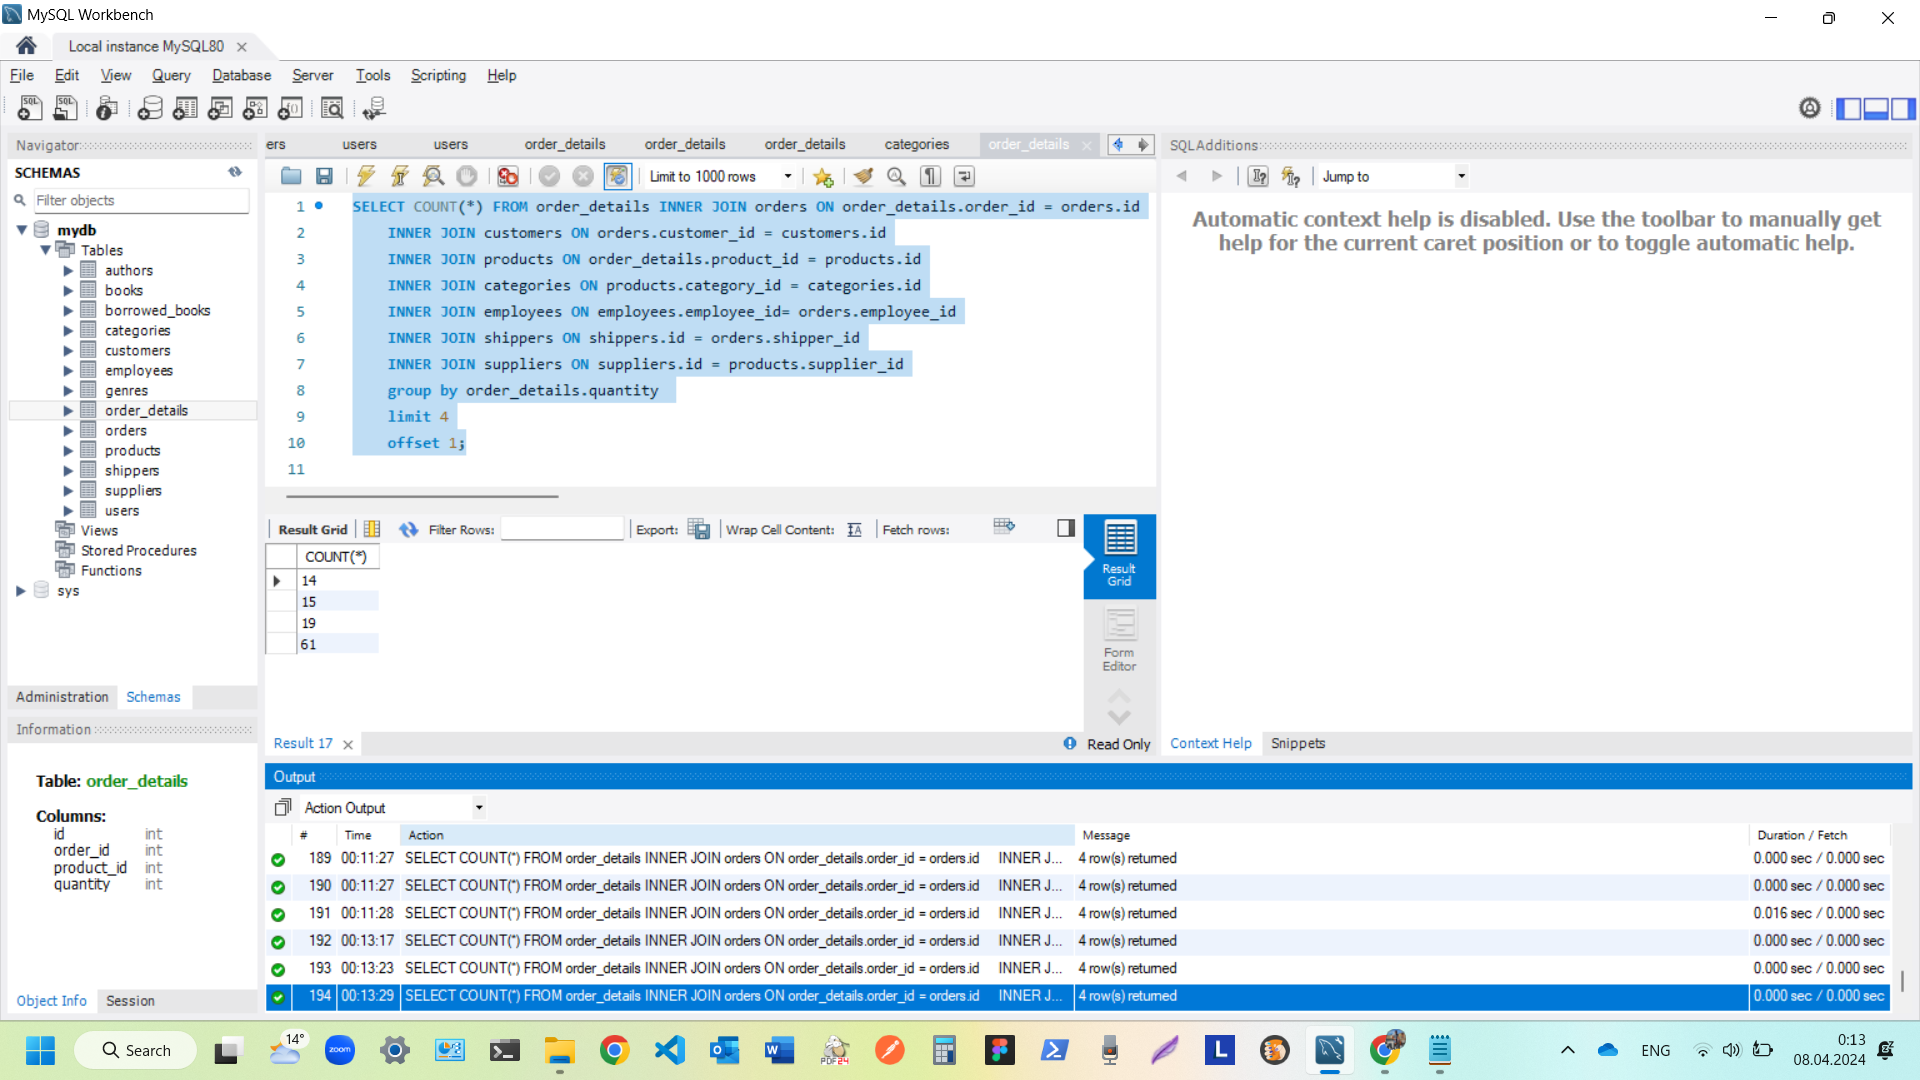 MySQL Workbench
Local instance MySQL80
File Edit View Query Database Server Tools Scripting Help
Navigator
SCHEMAS
Filter objects
mydb
Tables
authors
books
borrowed_books
categories
customers
employees
genres
order_details
orders
products
shippers
suppliers
users
Views
Stored Procedures
Functions
sys
Administration Schemas
Information
Table: order_details
Columns:
id int
order_id int
product_id int
quantity int
Object Info Session
ers users users order_details order_details order_details categories order_details
Limit to 1000 rows
1 SELECT COUNT(*) FROM order_details INNER JOIN orders ON order_details.order_id = orders.id
2 INNER JOIN customers ON orders.customer_id = customers.id
3 INNER JOIN products ON order_details.product_id = products.id
4 INNER JOIN categories ON products.category_id = categories.id
5 INNER JOIN employees ON employees.employee_id= orders.employee_id
6 INNER JOIN shippers ON shippers.id = orders.shipper_id
7 INNER JOIN suppliers ON suppliers.id = products.supplier_id
8 group by order_details.quantity
9 limit 4
10 offset 1;
11
Result Grid Filter Rows: Export: Wrap Cell Content: Fetch rows:
COUNT(*)
14
15
19
61
Result Grid
Form Editor
Result 17 Read Only
SQLAdditions
Jump to
Automatic context help is disabled. Use the toolbar to manually get
help for the current caret position or to toggle automatic help.
Context Help Snippets
Output
Action Output
# Time Action Message Duration / Fetch
189 00:11:27 SELECT COUNT(*) FROM order_details INNER JOIN orders ON order_details.order_id = orders.id INNER J... 4 row(s) returned 0.000 sec / 0.000 sec
190 00:11:27 SELECT COUNT(*) FROM order_details INNER JOIN orders ON order_details.order_id = orders.id INNER J... 4 row(s) returned 0.000 sec / 0.000 sec
191 00:11:28 SELECT COUNT(*) FROM order_details INNER JOIN orders ON order_details.order_id = orders.id INNER J... 4 row(s) returned 0.016 sec / 0.000 sec
192 00:13:17 SELECT COUNT(*) FROM order_details INNER JOIN orders ON order_details.order_id = orders.id INNER J... 4 row(s) returned 0.000 sec / 0.000 sec
193 00:13:23 SELECT COUNT(*) FROM order_details INNER JOIN orders ON order_details.order_id = orders.id INNER J... 4 row(s) returned 0.000 sec / 0.000 sec
194 00:13:29 SELECT COUNT(*) FROM order_details INNER JOIN orders ON order_details.order_id = orders.id INNER J... 4 row(s) returned 0.000 sec / 0.000 sec
Search 14° zoom PDF24 L ENG 0:13
08.04.2024